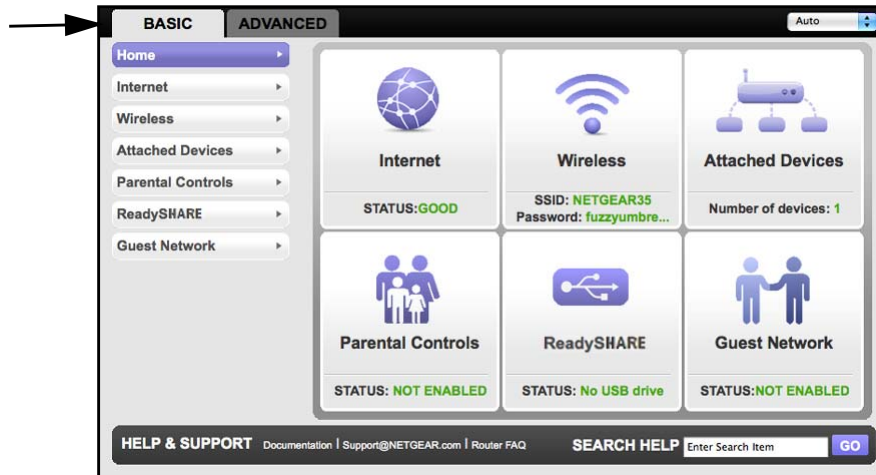 BASIC ADVANCED Auto
Home
Internet
Wireless
Attached Devices
Parental Controls
ReadySHARE
Guest Network
Internet
STATUS:GOOD
Wireless
SSID: NETGEAR35
Password: fuzzyumbre...
Attached Devices
Number of devices: 1
Parental Controls
STATUS: NOT ENABLED
ReadySHARE
STATUS: No USB drive
Guest Network
STATUS:NOT ENABLED
HELP & SUPPORT Documentation | Support@NETGEAR.com | Router FAQ SEARCH HELP Enter Search Item GO